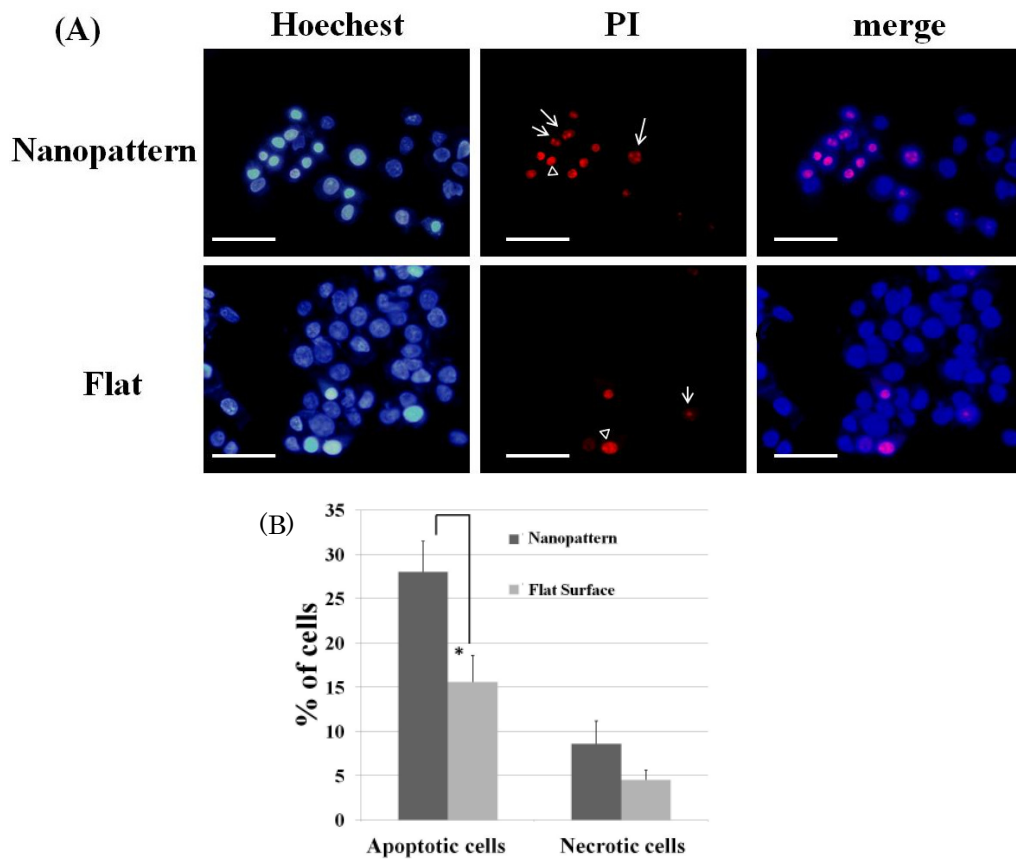 (A)
Hoechest PI merge
Nanopattern
Flat
(B)
35
30
25
20
15
10
5
0
% of cells
Nanopattern
Flat Surface
*
Apoptotic cells Necrotic cells